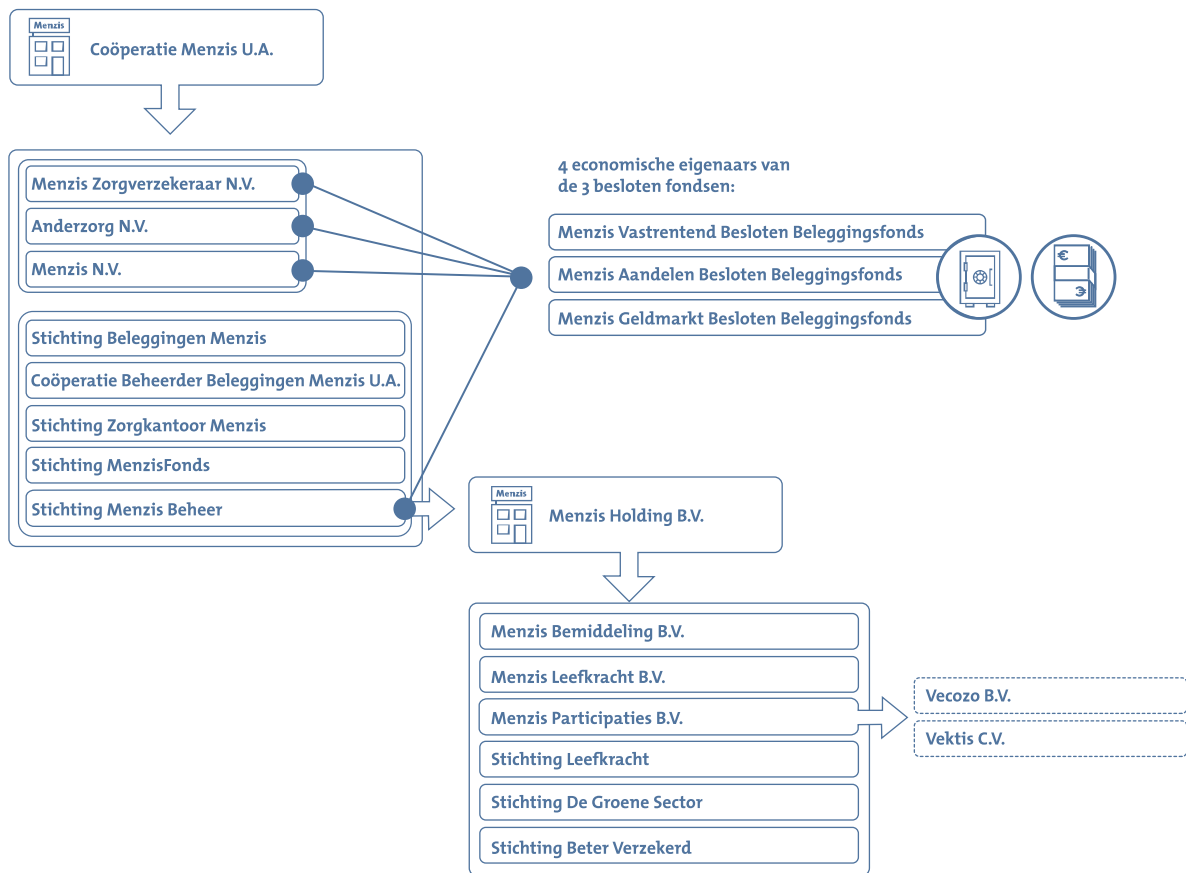 Menzis
Coöperatie Menzis U.A.
Menzis Zorgverzekeraar N.V.
Anderzorg N.V.
Menzis N.V.
4 economische eigenaars van
de 3 besloten fondsen:
Menzis Vastrentend Besloten Beleggingsfonds
Menzis Aandelen Besloten Beleggingsfonds
Menzis Geldmarkt Besloten Beleggingsfonds
€
€
Stichting Beleggingen Menzis
Coöperatie Beheerder Beleggingen Menzis U.A.
Stichting Zorgkantoor Menzis
Stichting MenzisFonds
Stichting Menzis Beheer
Menzis
Menzis Holding B.V.
Menzis Bemiddeling B.V.
Menzis Leefkracht B.V.
Menzis Participaties B.V.
Stichting Leefkracht
Stichting De Groene Sector
Stichting Beter Verzekerd
Vecozo B.V.
Vektis C.V.